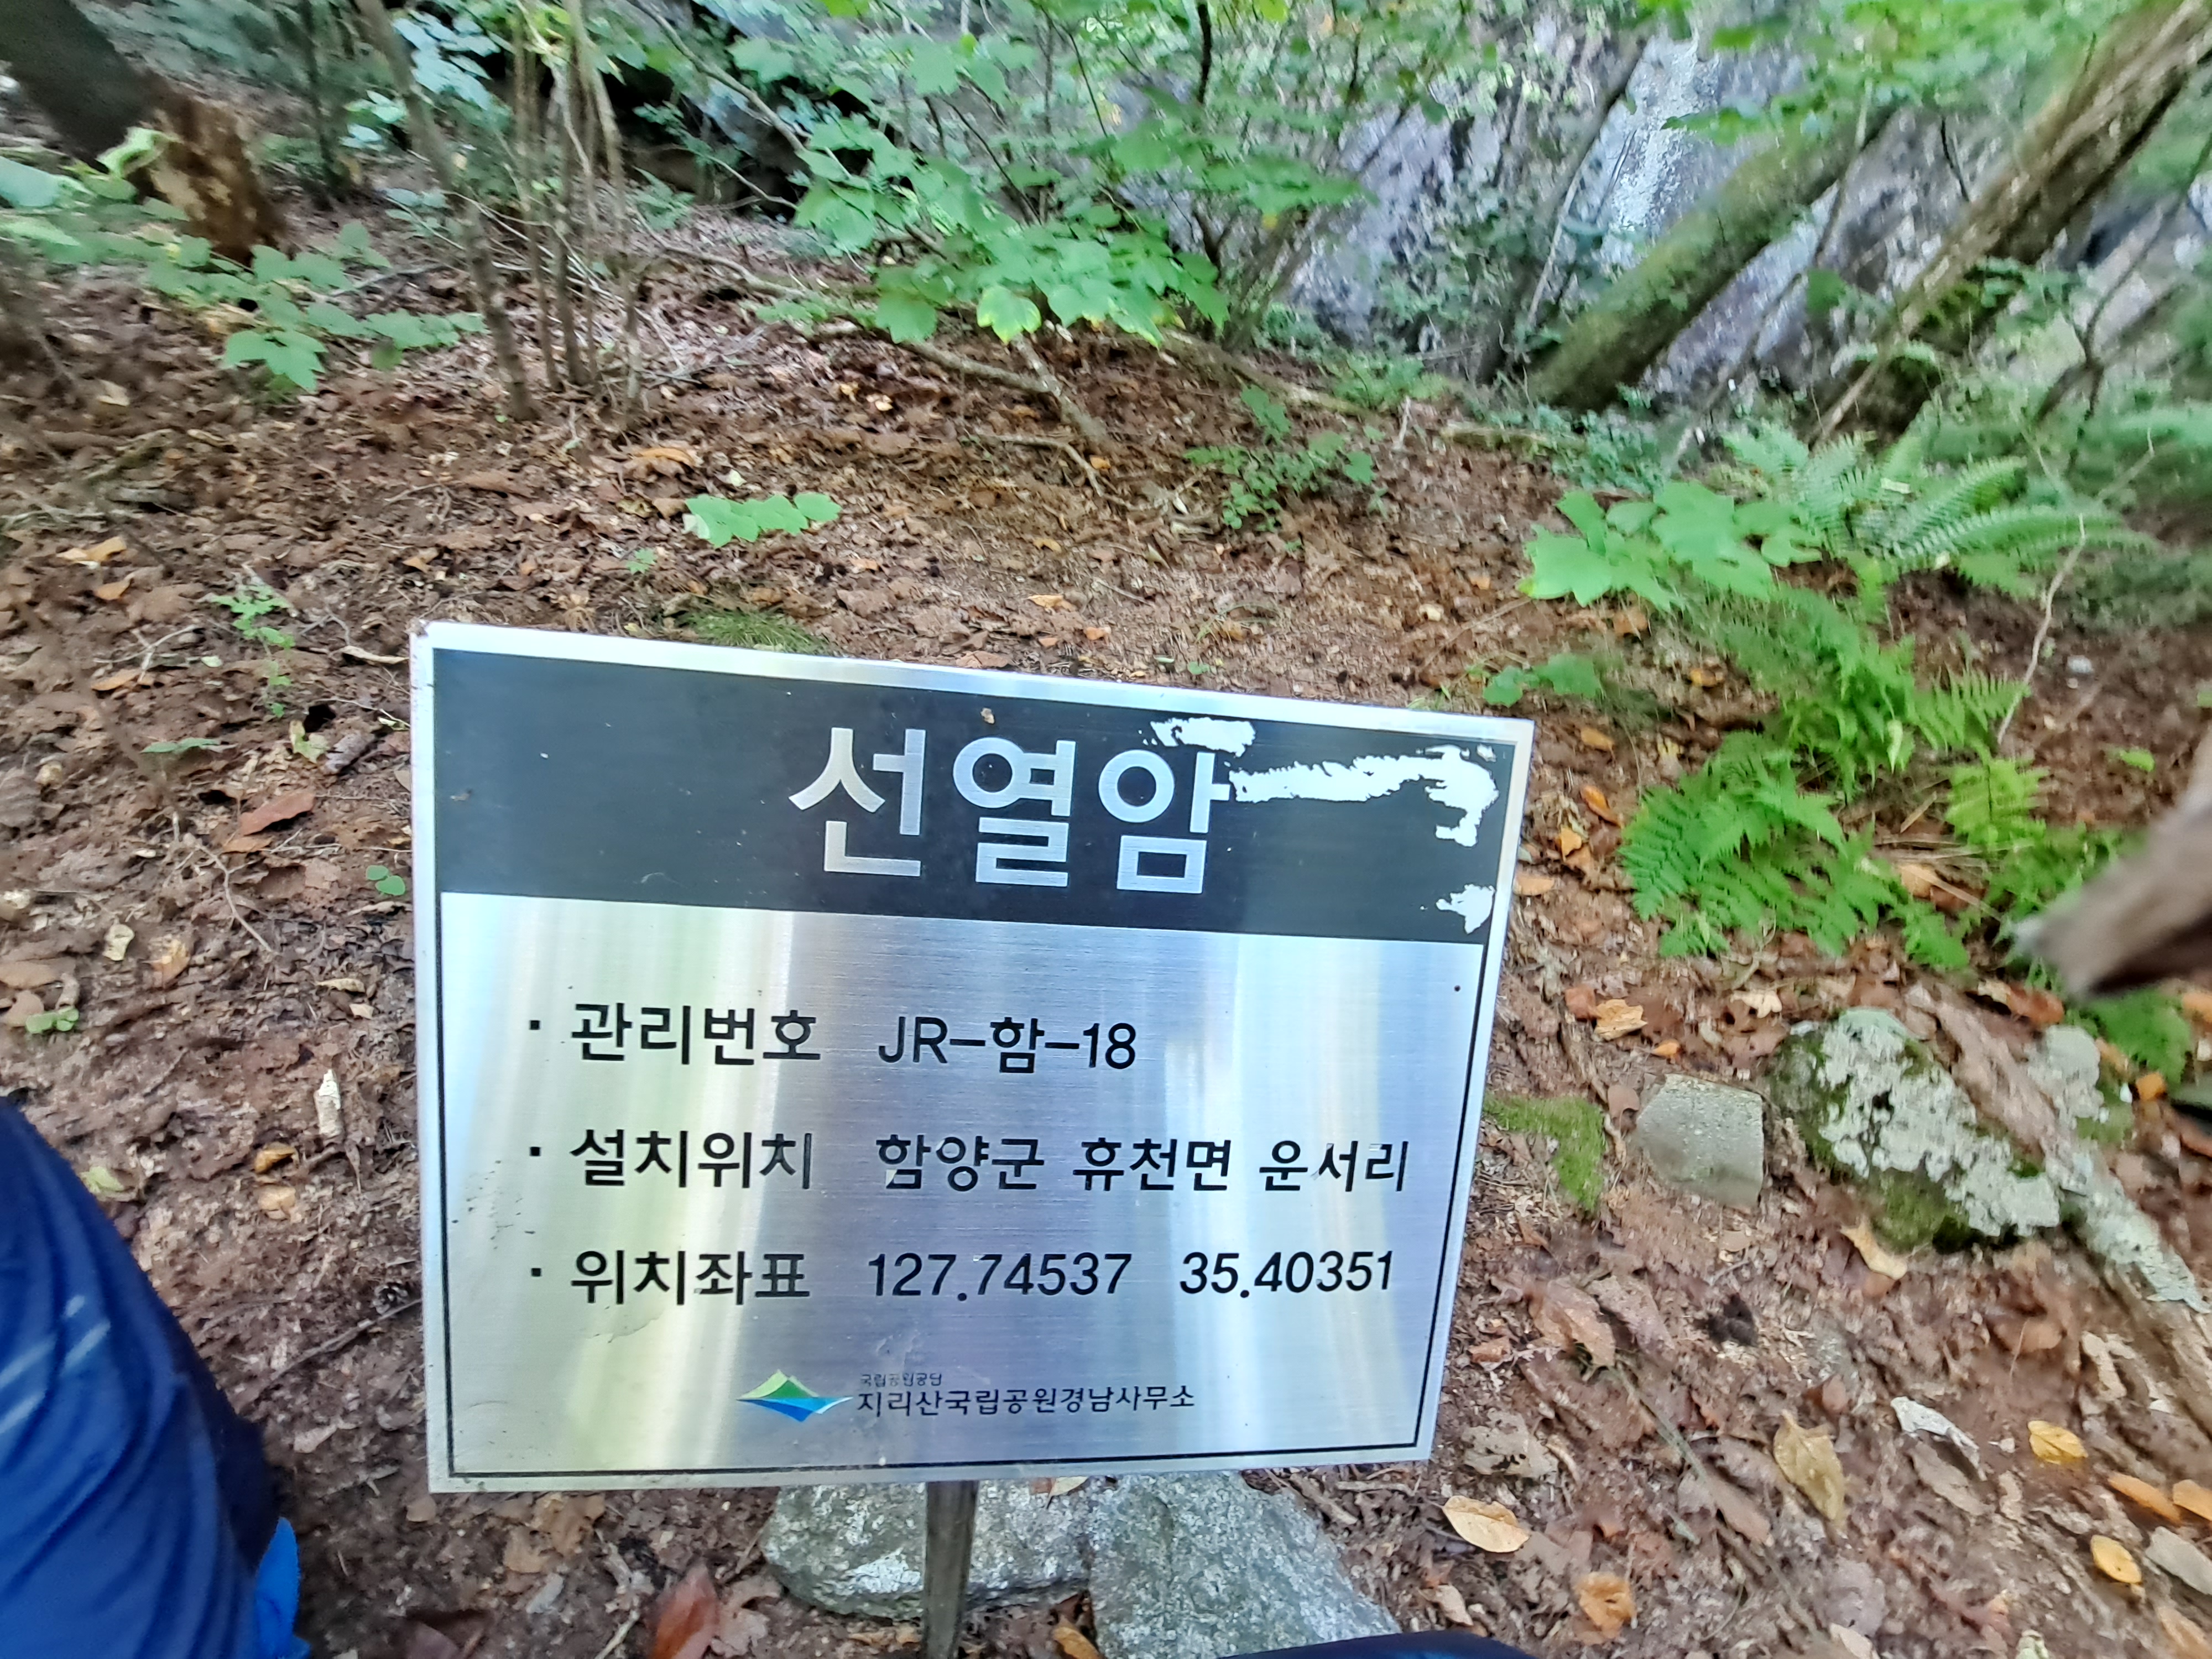 선열암
· 관리번호 JR-함-18
· 설치위치 함양군 휴천면 운서리
· 위치좌표 127.74537 35.40351
국립공원공단
지리산국립공원경남사무소